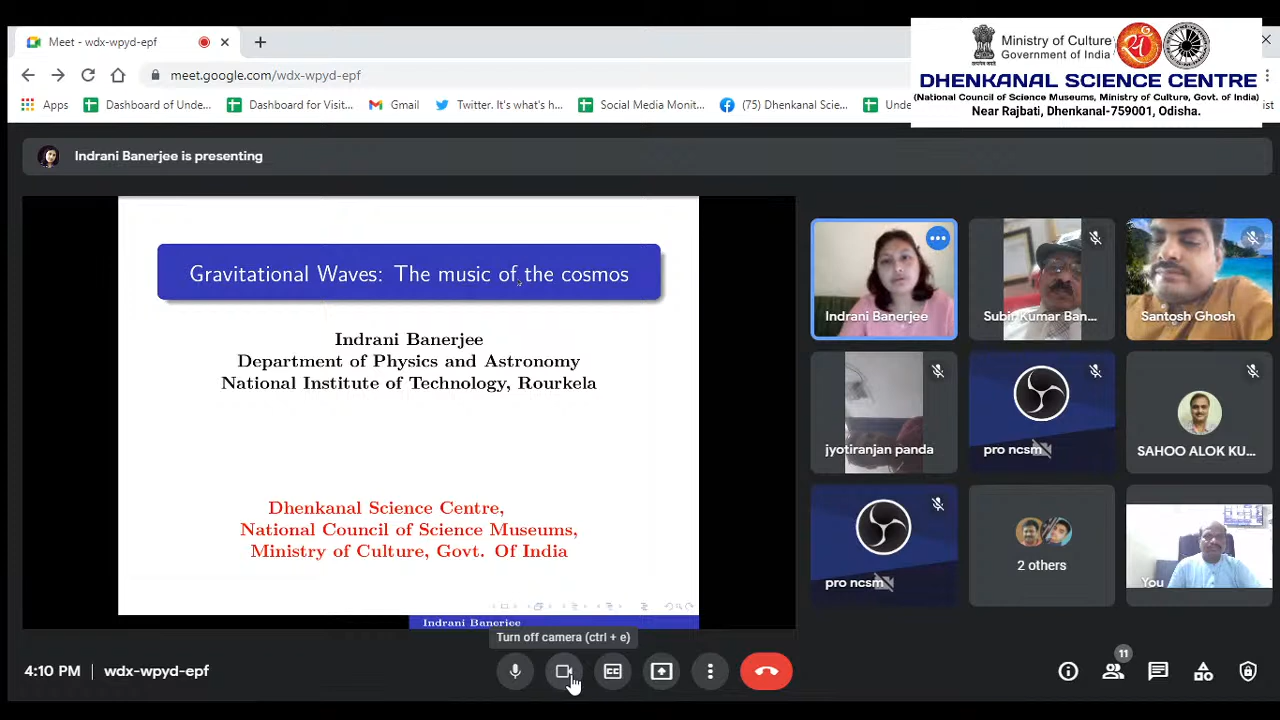 Meet - wdx-wpyd-epf
meet.google.com/wdx-wpyd-epf
Apps
Dashboard of Unde...
Dashboard for Visit...
Gmail
Twitter. It's what's h...
Social Media Monit...
(75) Dhenkanal Scie...
Unde
Ministry of Culture
Government of India
DHENKANAL SCIENCE CENTRE
(National Council of Science Museums, Ministry of Culture, Govt. of India)
Near Rajbati, Dhenkanal-759001, Odisha.
Indrani Banerjee is presenting
Gravitational Waves: The music of the cosmos
Indrani Banerjee
Department of Physics and Astronomy
National Institute of Technology, Rourkela
Dhenkanal Science Centre,
National Council of Science Museums,
Ministry of Culture, Govt. Of India
Indrani Banerjee
Indrani Banerjee
Subir Kumar Ban...
Santosh Ghosh
jyotiranjan panda
pro ncsm
SAHOO ALOK KU...
pro ncsm
2 others
You
Turn off camera (ctrl + e)
4:10 PM | wdx-wpyd-epf
CC
11